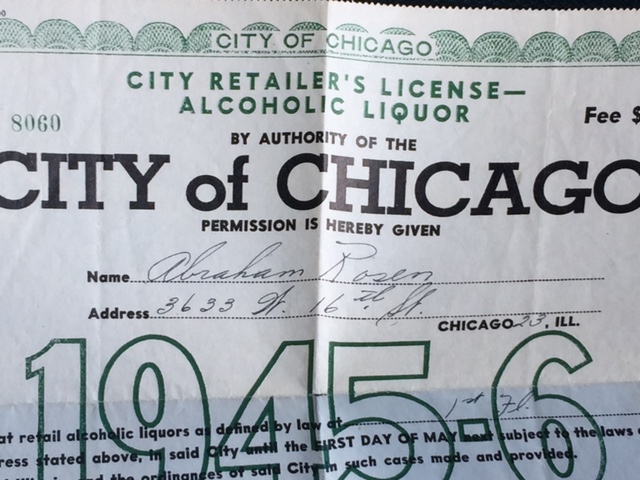 CITY OF CHICAGO
CITY RETAILER'S LICENSE—
ALCOHOLIC LIQUOR
8060
Fee $
BY AUTHORITY OF THE
CITY of CHICAGO
PERMISSION IS HEREBY GIVEN
Name Abraham Rosen
Address 3633 W. 16th St.
CHICAGO 23, ILL.
1945-6
1st Fl.
at retail alcoholic liquors as defined by law at
ress stated above, in said City until the FIRST DAY OF MAY next subject to the laws
and the ordinances of said City in such cases made and provided.